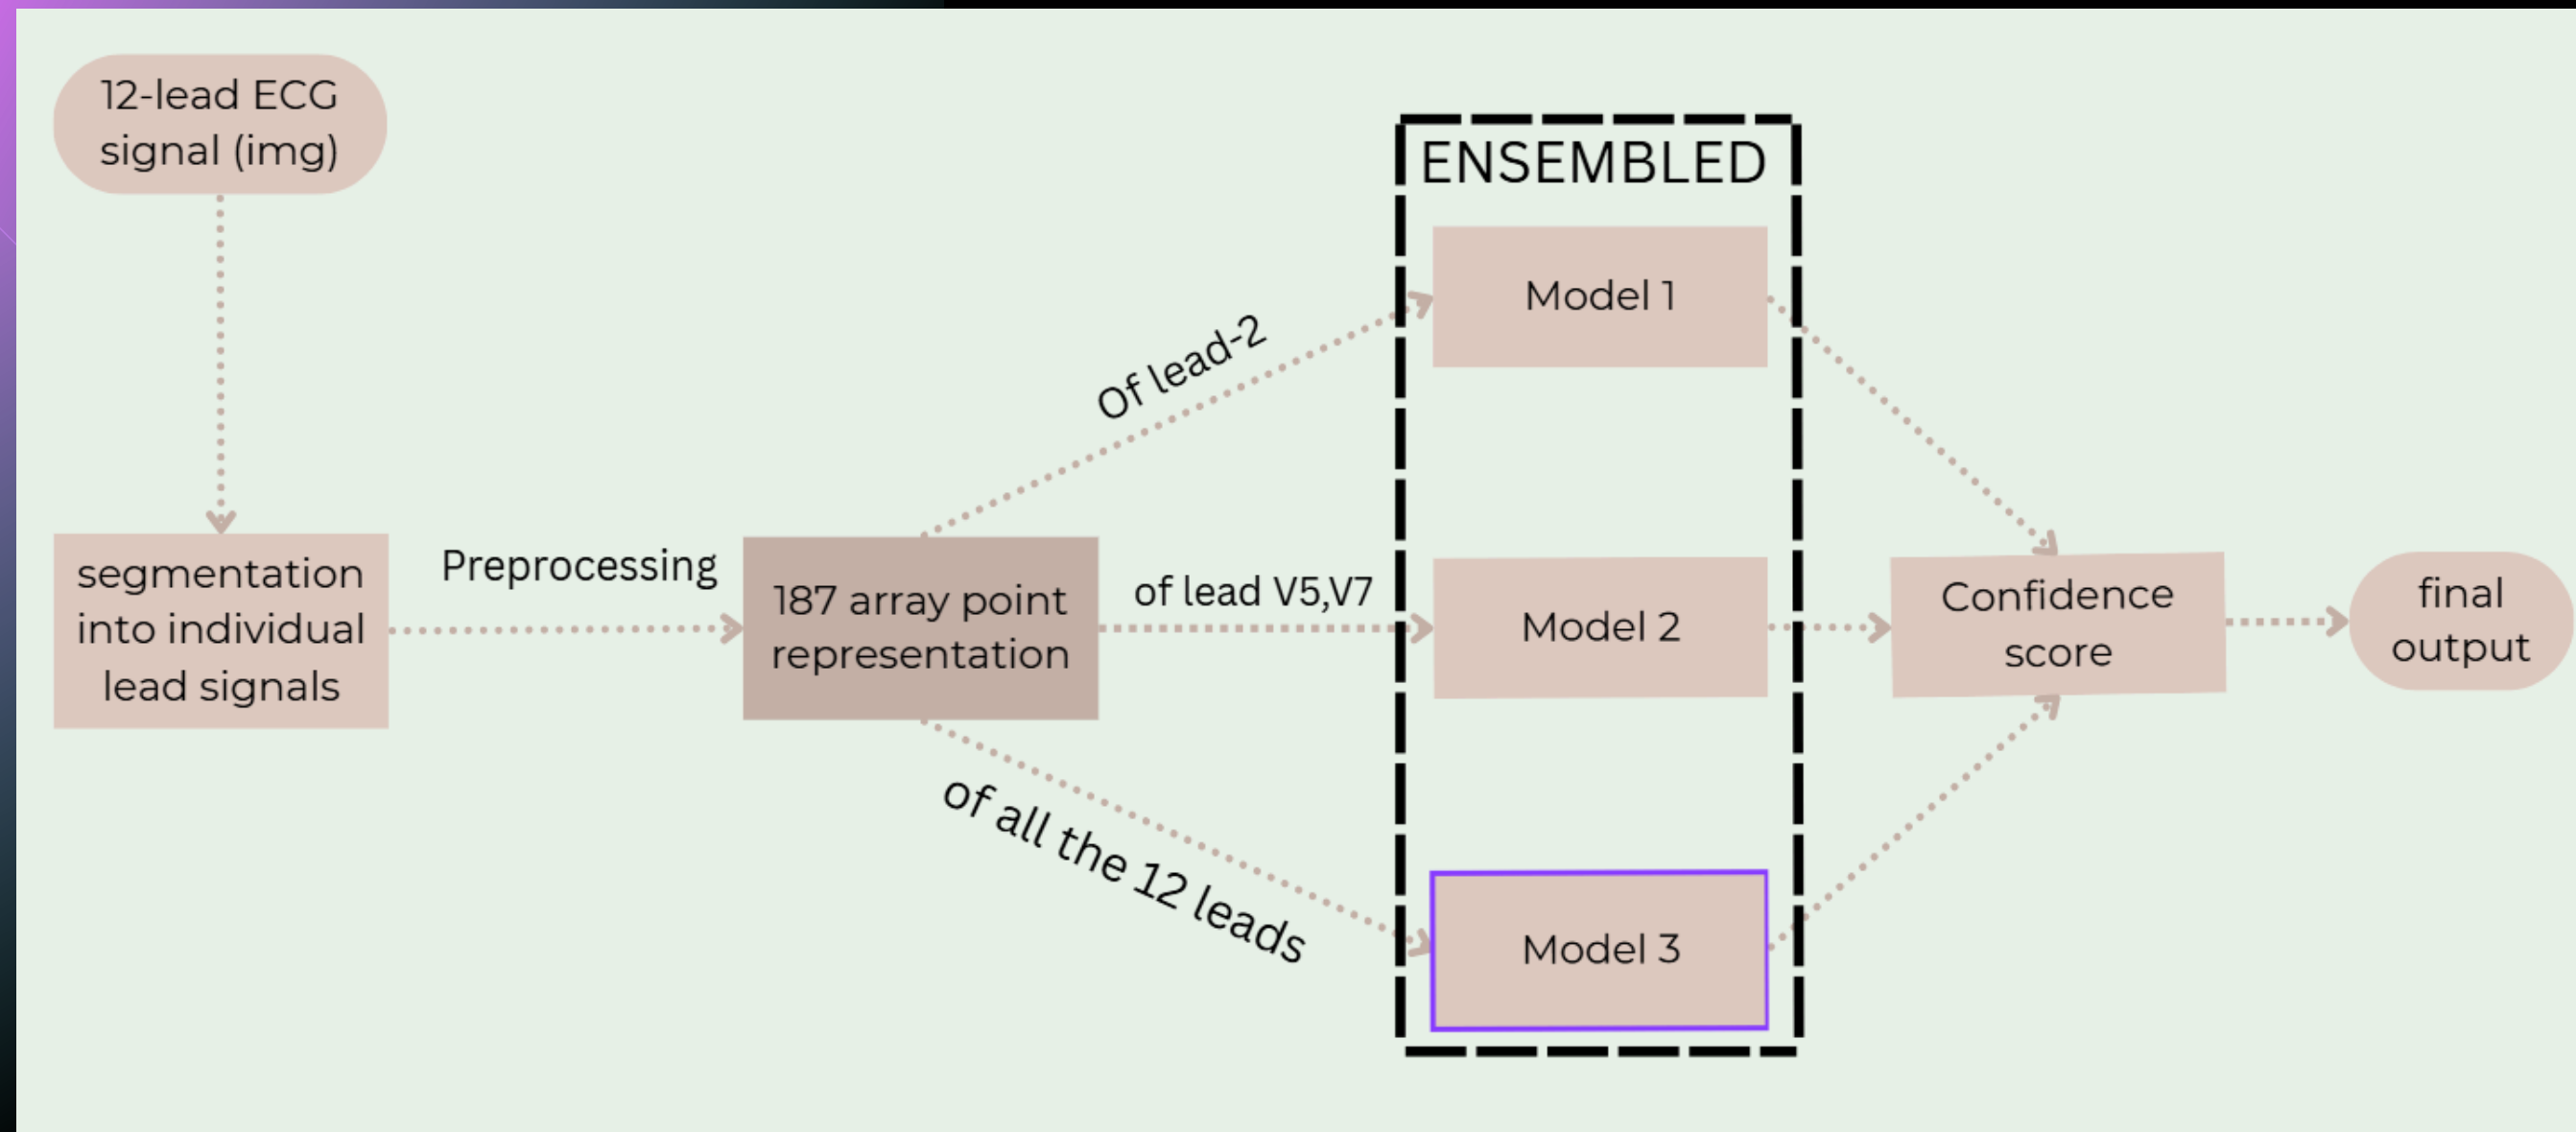 12-lead ECG
signal (img)
segmentation
into individual
lead signals
Preprocessing
187 array point
representation
Of lead-2
of lead V5,V7
of all the 12 leads
ENSEMBLED
Model 1
Model 2
Model 3
Confidence
score
final
output